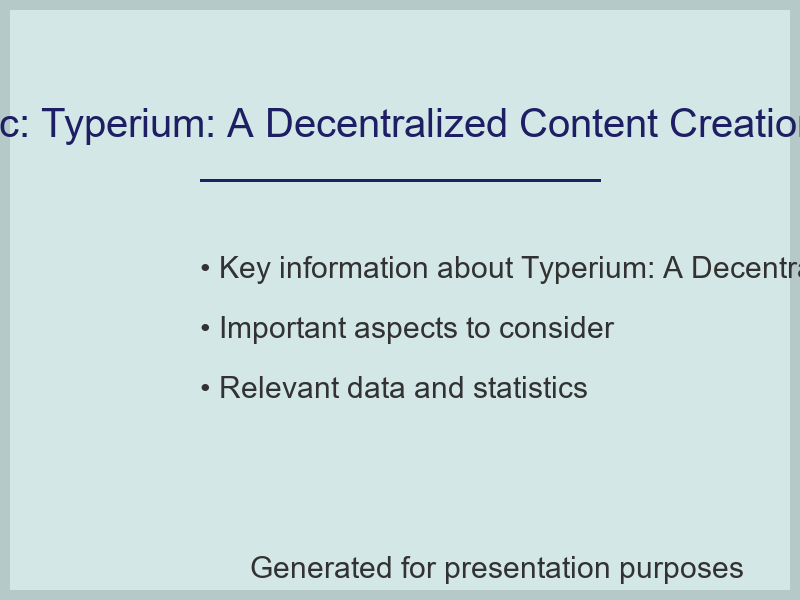 c: Typerium: A Decentralized Content Creation
• Key information about Typerium: A Decentra
• Important aspects to consider
• Relevant data and statistics
Generated for presentation purposes